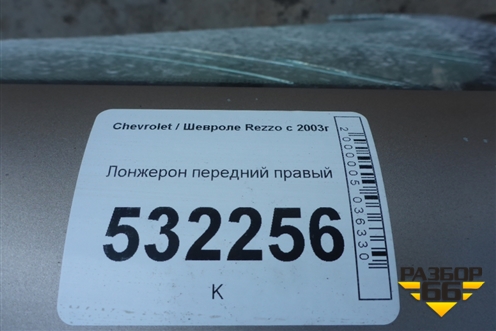 Chevrolet / Шевроле Rezzo с 2003г
Лонжерон передний правый
532256
К
2000005036330
РАЗБОР
66